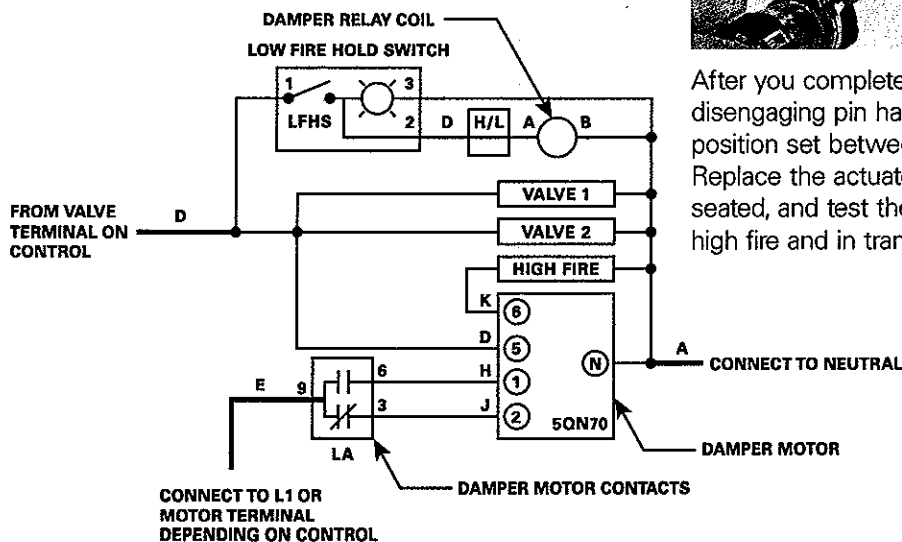 DAMPER RELAY COIL
LOW FIRE HOLD SWITCH
1
3
LFHS
2
D
H/L
A
B
VALVE 1
FROM VALVE
TERMINAL ON
CONTROL
D
VALVE 2
HIGH FIRE
K
6
D
5
N
A
CONNECT TO NEUTRAL
E
9
6
H
1
3
J
2
5QN70
LA
DAMPER MOTOR
DAMPER MOTOR CONTACTS
CONNECT TO L1 OR
MOTOR TERMINAL
DEPENDING ON CONTROL
After you complete
disengaging pin ha
position set betwee
Replace the actuat
seated, and test the
high fire and in tran